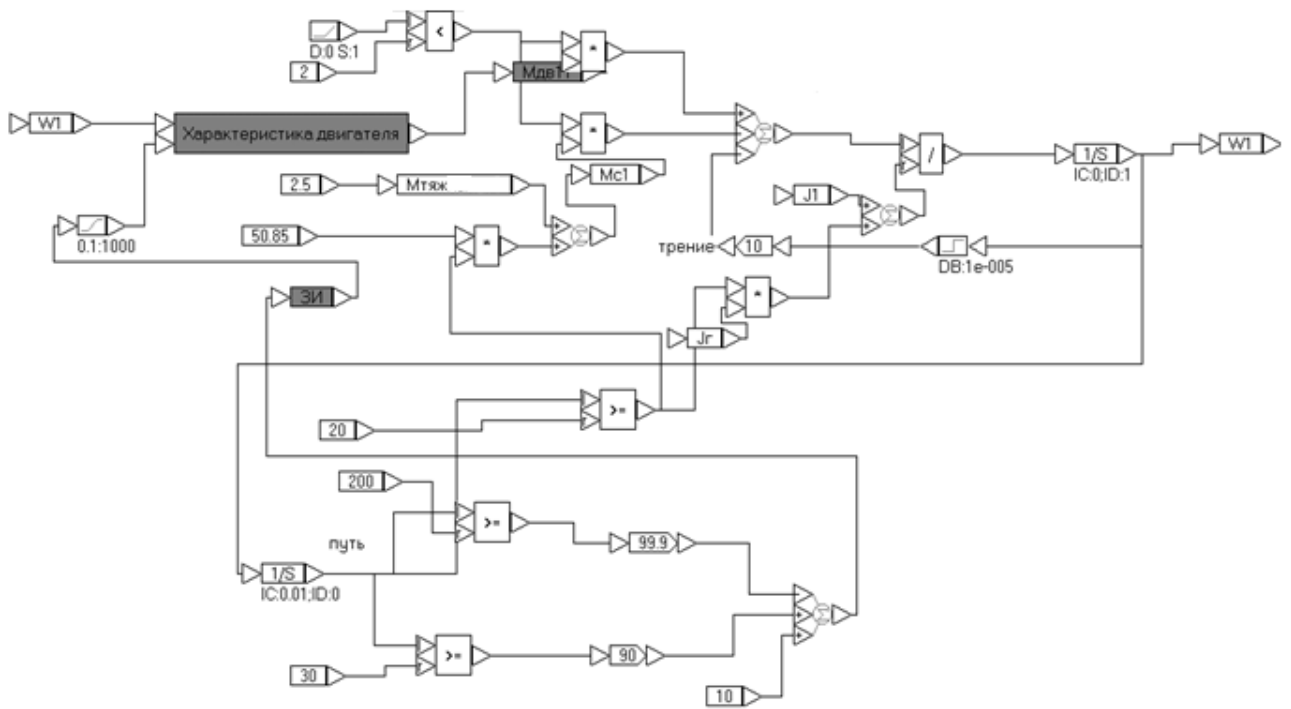 D:0 S:1
<
2
*
Мдв11
W1
Характеристика двигателя
*
/
1/S
IC:0;ID:1
W1
2.5
Мтяж
Мс1
J1
0.1:1000
50.85
*
трение
10
DB:1e-005
ЗИ
*
Jг
20
>=
200
>=
99.9
путь
1/S
IC:0.01;ID:0
>=
90
30
10